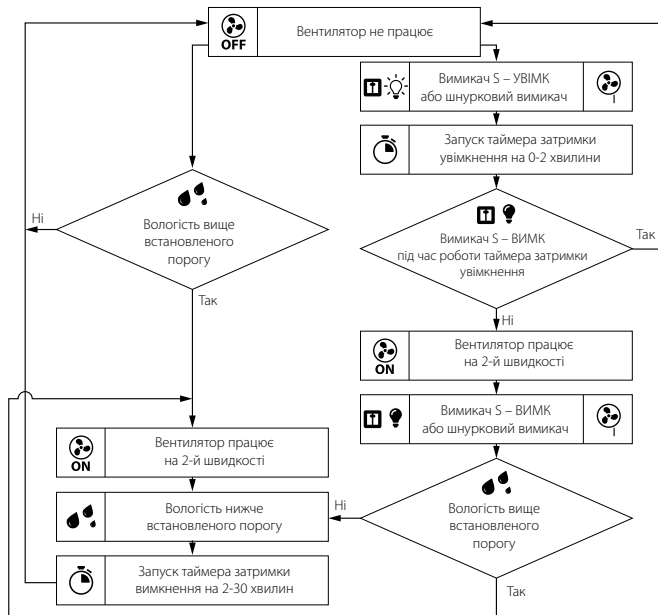 OFF
Вентилятор не працює
Вимикач S – УВІМК
або шнурковий вимикач
Запуск таймера затримки
увімкнення на 0-2 хвилини
Ні
Вологість вище
встановленого
порогу
Так
Вимикач S – ВИМК
під час роботи таймера затримки
увімкнення
Так
Ні
ON
Вентилятор працює
на 2-й швидкості
Вимикач S – ВИМК
або шнурковий вимикач
ON
Вентилятор працює
на 2-й швидкості
Вологість нижче
встановленого порогу
Ні
Вологість вище
встановленого
порогу
Запуск таймера затримки
вимкнення на 2-30 хвилин
Так